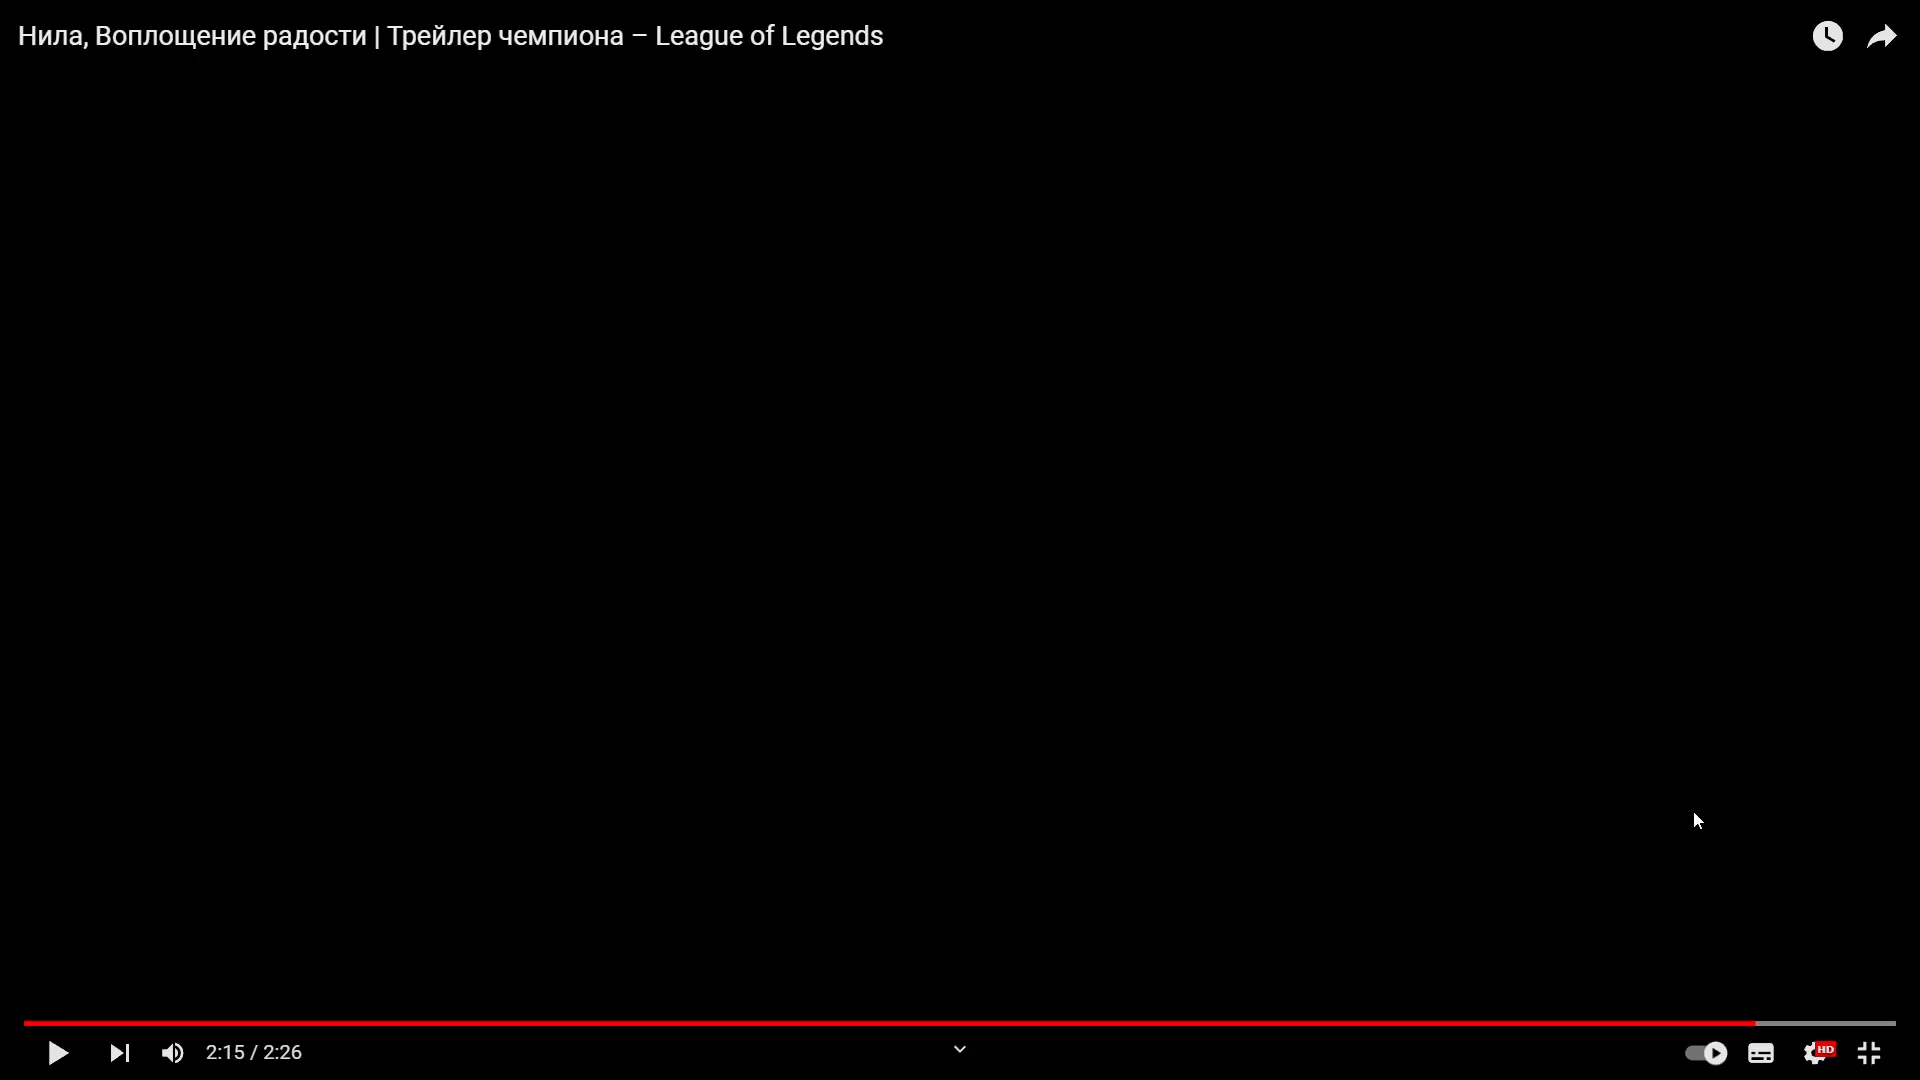 Нила, Воплощение радости | Трейлер чемпиона – League of Legends
2:15 / 2:26
HD